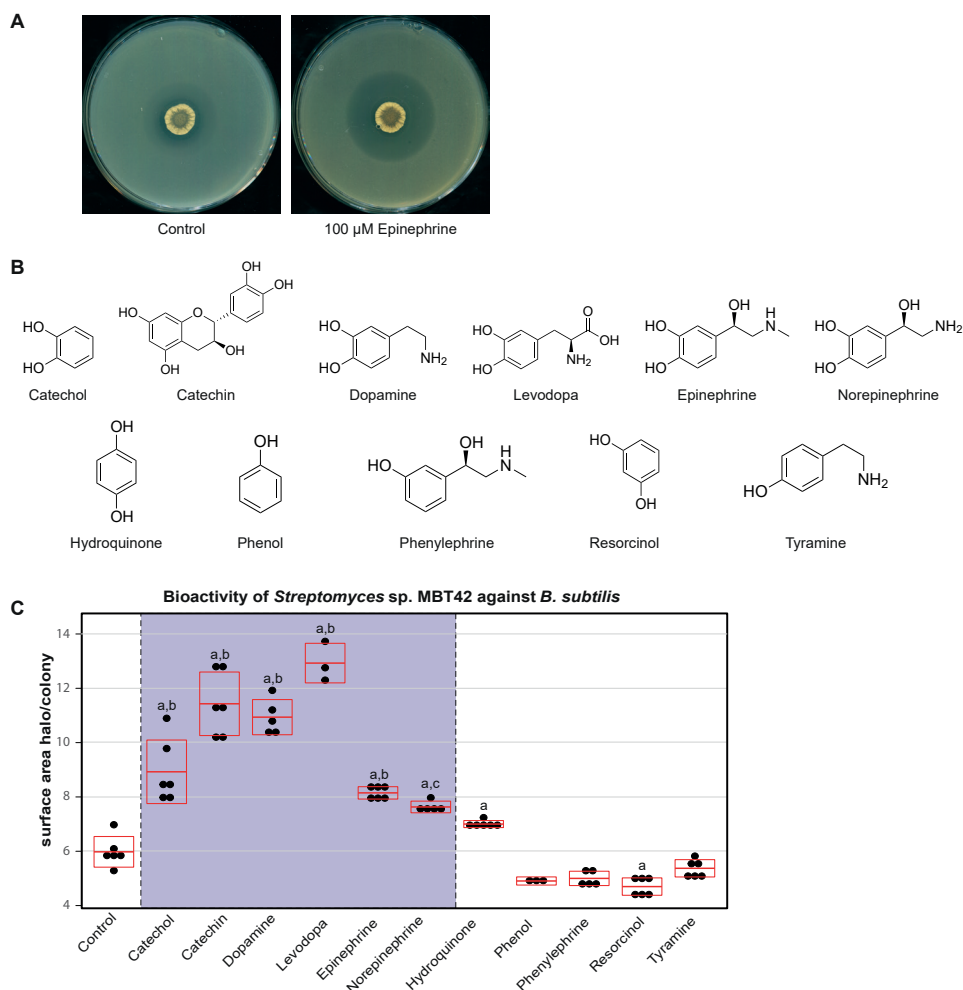 A
Control
100 µM Epinephrine
B
HO
HO
Catechol
OH
OH
HO
O
OH
OH
Catechin
HO
HO
NH2
Dopamine
HO
HO
O
OH
NH2
Levodopa
OH
H
N
HO
HO
Epinephrine
OH
NH2
HO
HO
Norepinephrine
OH
OH
Hydroquinone
OH
Phenol
OH
H
N
HO
Phenylephrine
HO
OH
Resorcinol
HO
NH2
Tyramine
C
Bioactivity of Streptomyces sp. MBT42 against B. subtilis
surface area halo/colony
14
12
10
8
6
4
a,b
a,b
a,b
a,b
a,b
a,c
a
a
Control
Catechol
Catechin
Dopamine
Levodopa
Epinephrine
Norepinephrine
Hydroquinone
Phenol
Phenylephrine
Resorcinol
Tyramine